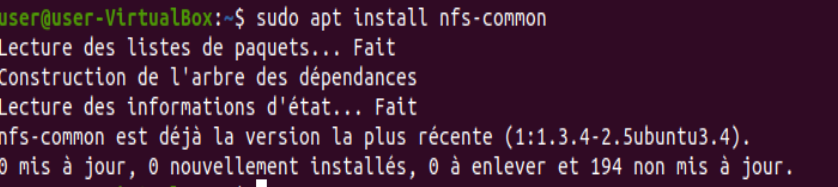 user@user-VirtualBox:~$ sudo apt install nfs-common
Lecture des listes de paquets... Fait
Construction de l'arbre des dépendances
Lecture des informations d'état... Fait
nfs-common est déjà la version la plus récente (1:1.3.4-2.5ubuntu3.4).
0 mis à jour, 0 nouvellement installés, 0 à enlever et 194 non mis à jour.